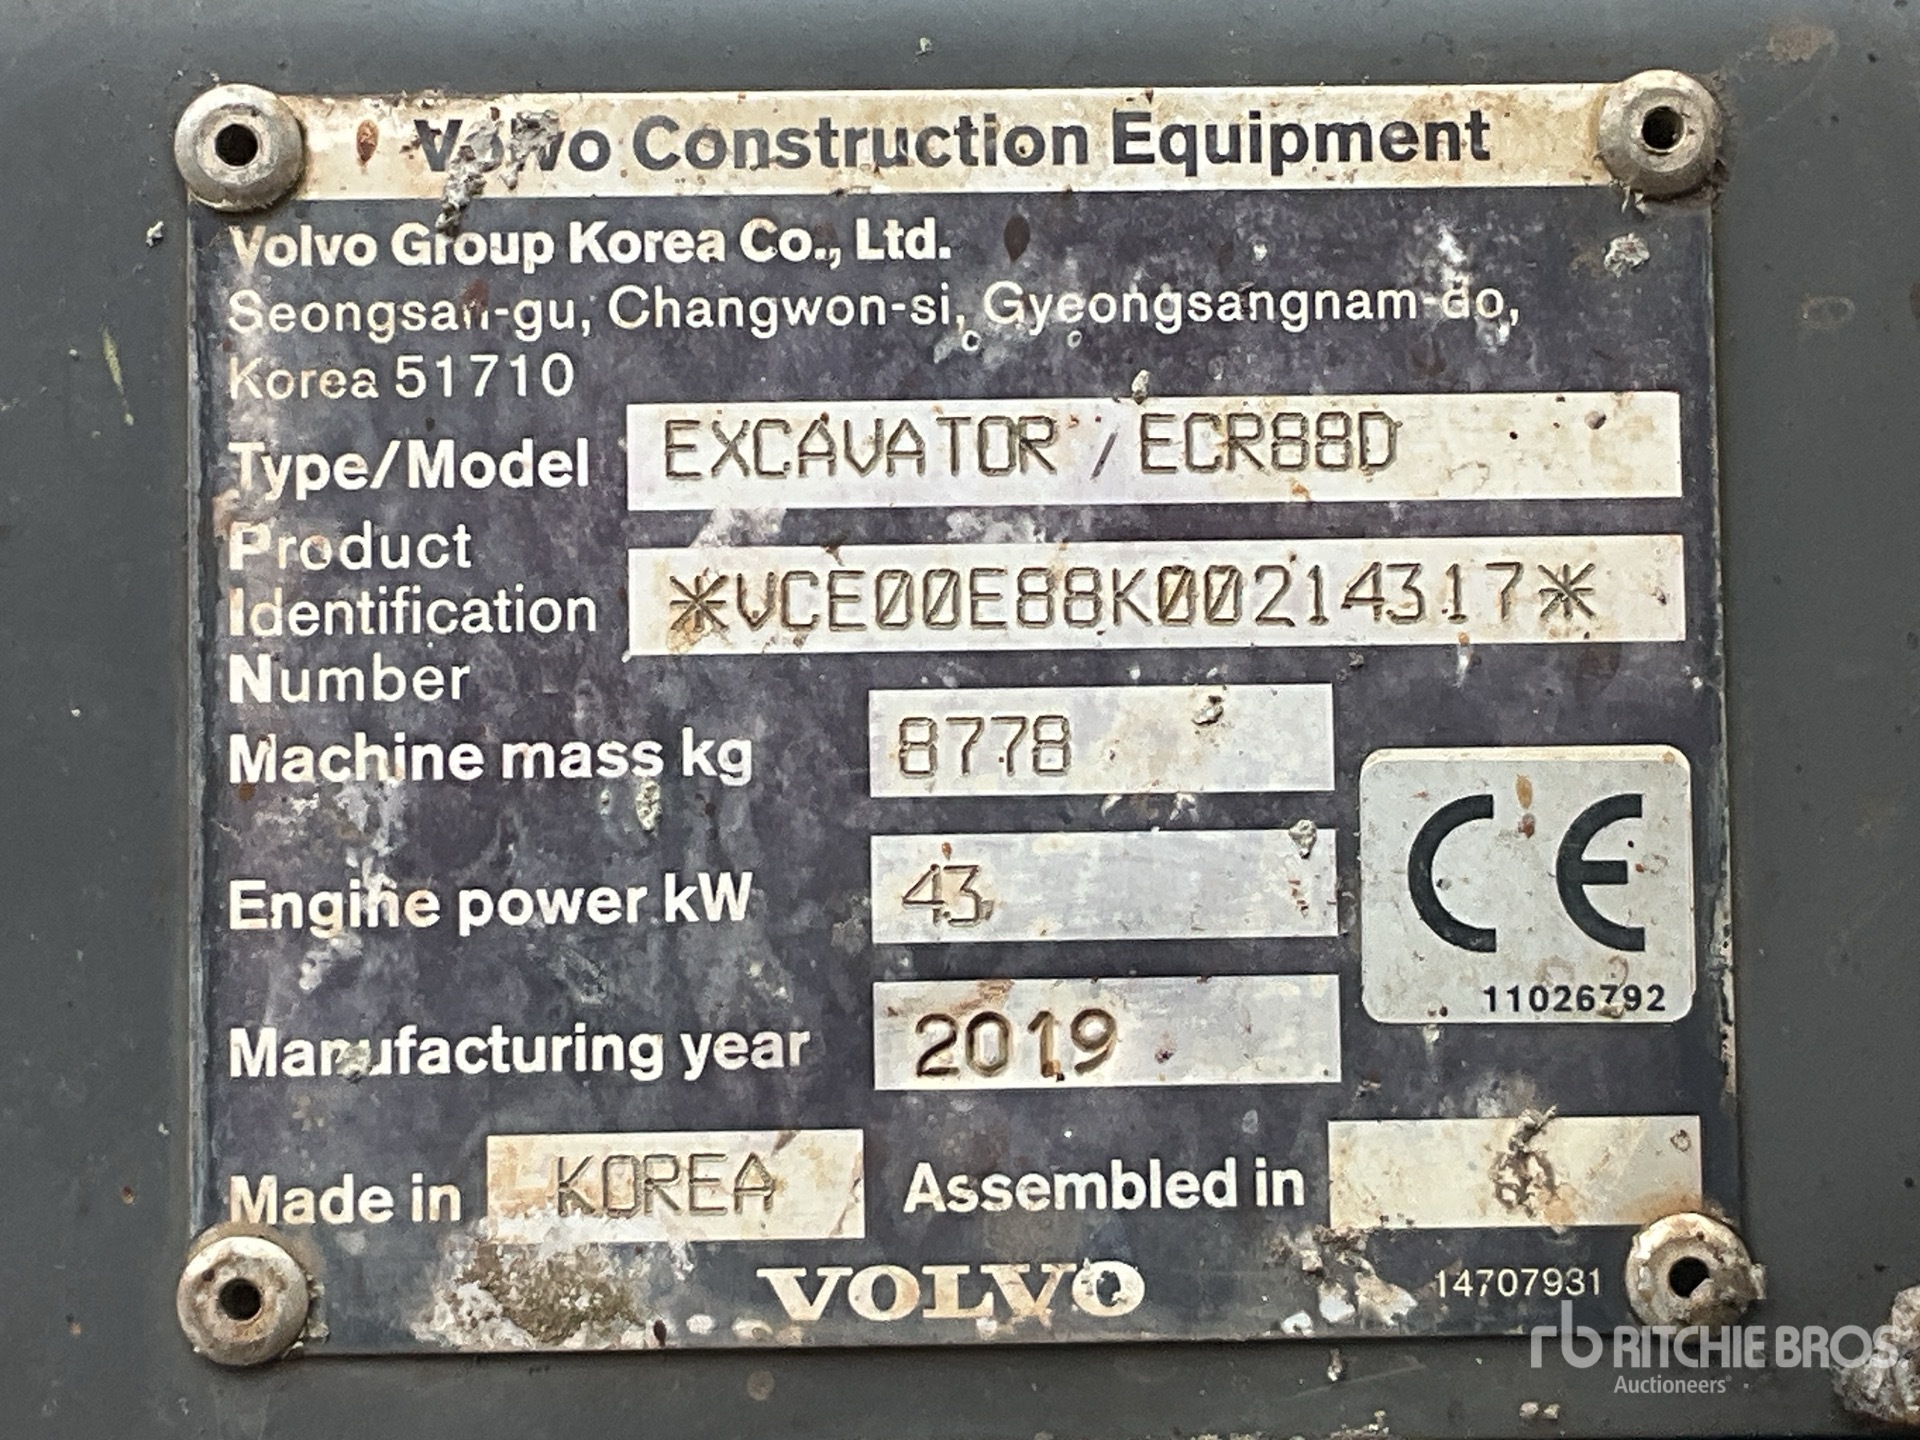 Volvo Construction Equipment
Volvo Group Korea Co., Ltd.
Seongsan-gu, Changwon-si, Gyeongsangnam-do,
Korea 51710
Type/Model EXCAVATOR / ECR88D
Product
Identification *VCE00E88K00214317*
Number
Machine mass kg 8778
Engine power kW 43
CE
11026792
Manufacturing year 2019
Made in KOREA Assembled in
VOLVO
14707931
rb RITCHIE BROS.
Auctioneers